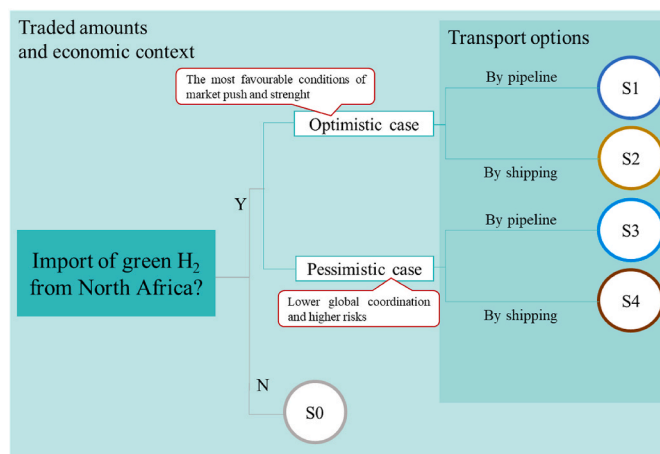 Traded amounts
and economic context
Transport options
The most favourable conditions of
market push and strenght
By pipeline
S1
Optimistic case
By shipping
S2
Y
By pipeline
S3
Import of green H₂
from North Africa?
Pessimistic case
Lower global coordination
and higher risks
By shipping
S4
N
S0